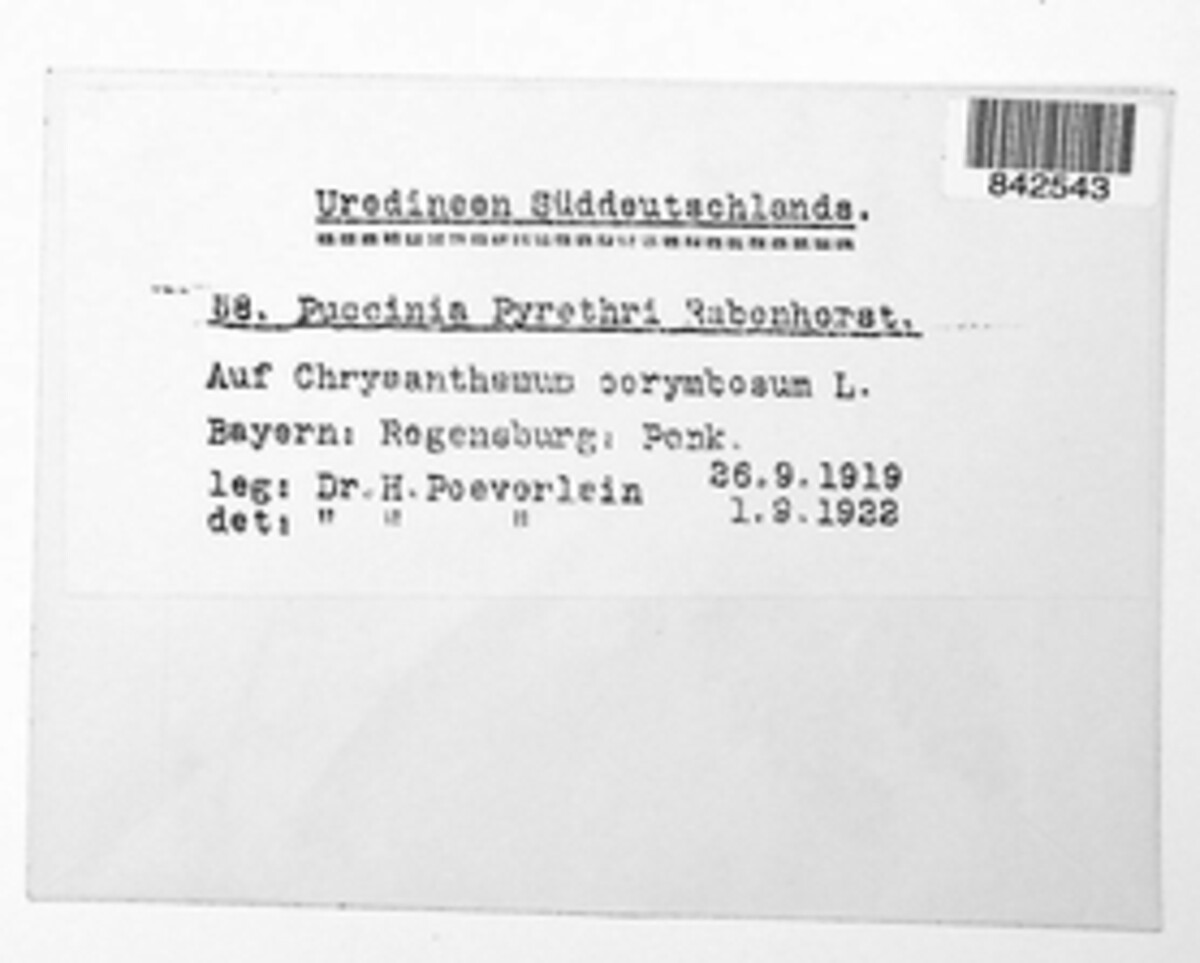 842543
Uredineen Süddeutschlands.
58. Puccinia Pyrethri Rabenhorst.
Auf Chrysanthemum corymbosum L.
Bayern: Regensburg: Penk.
leg: Dr.H.Poeverlein 26.9.1919
det: " " " 1.9.1922